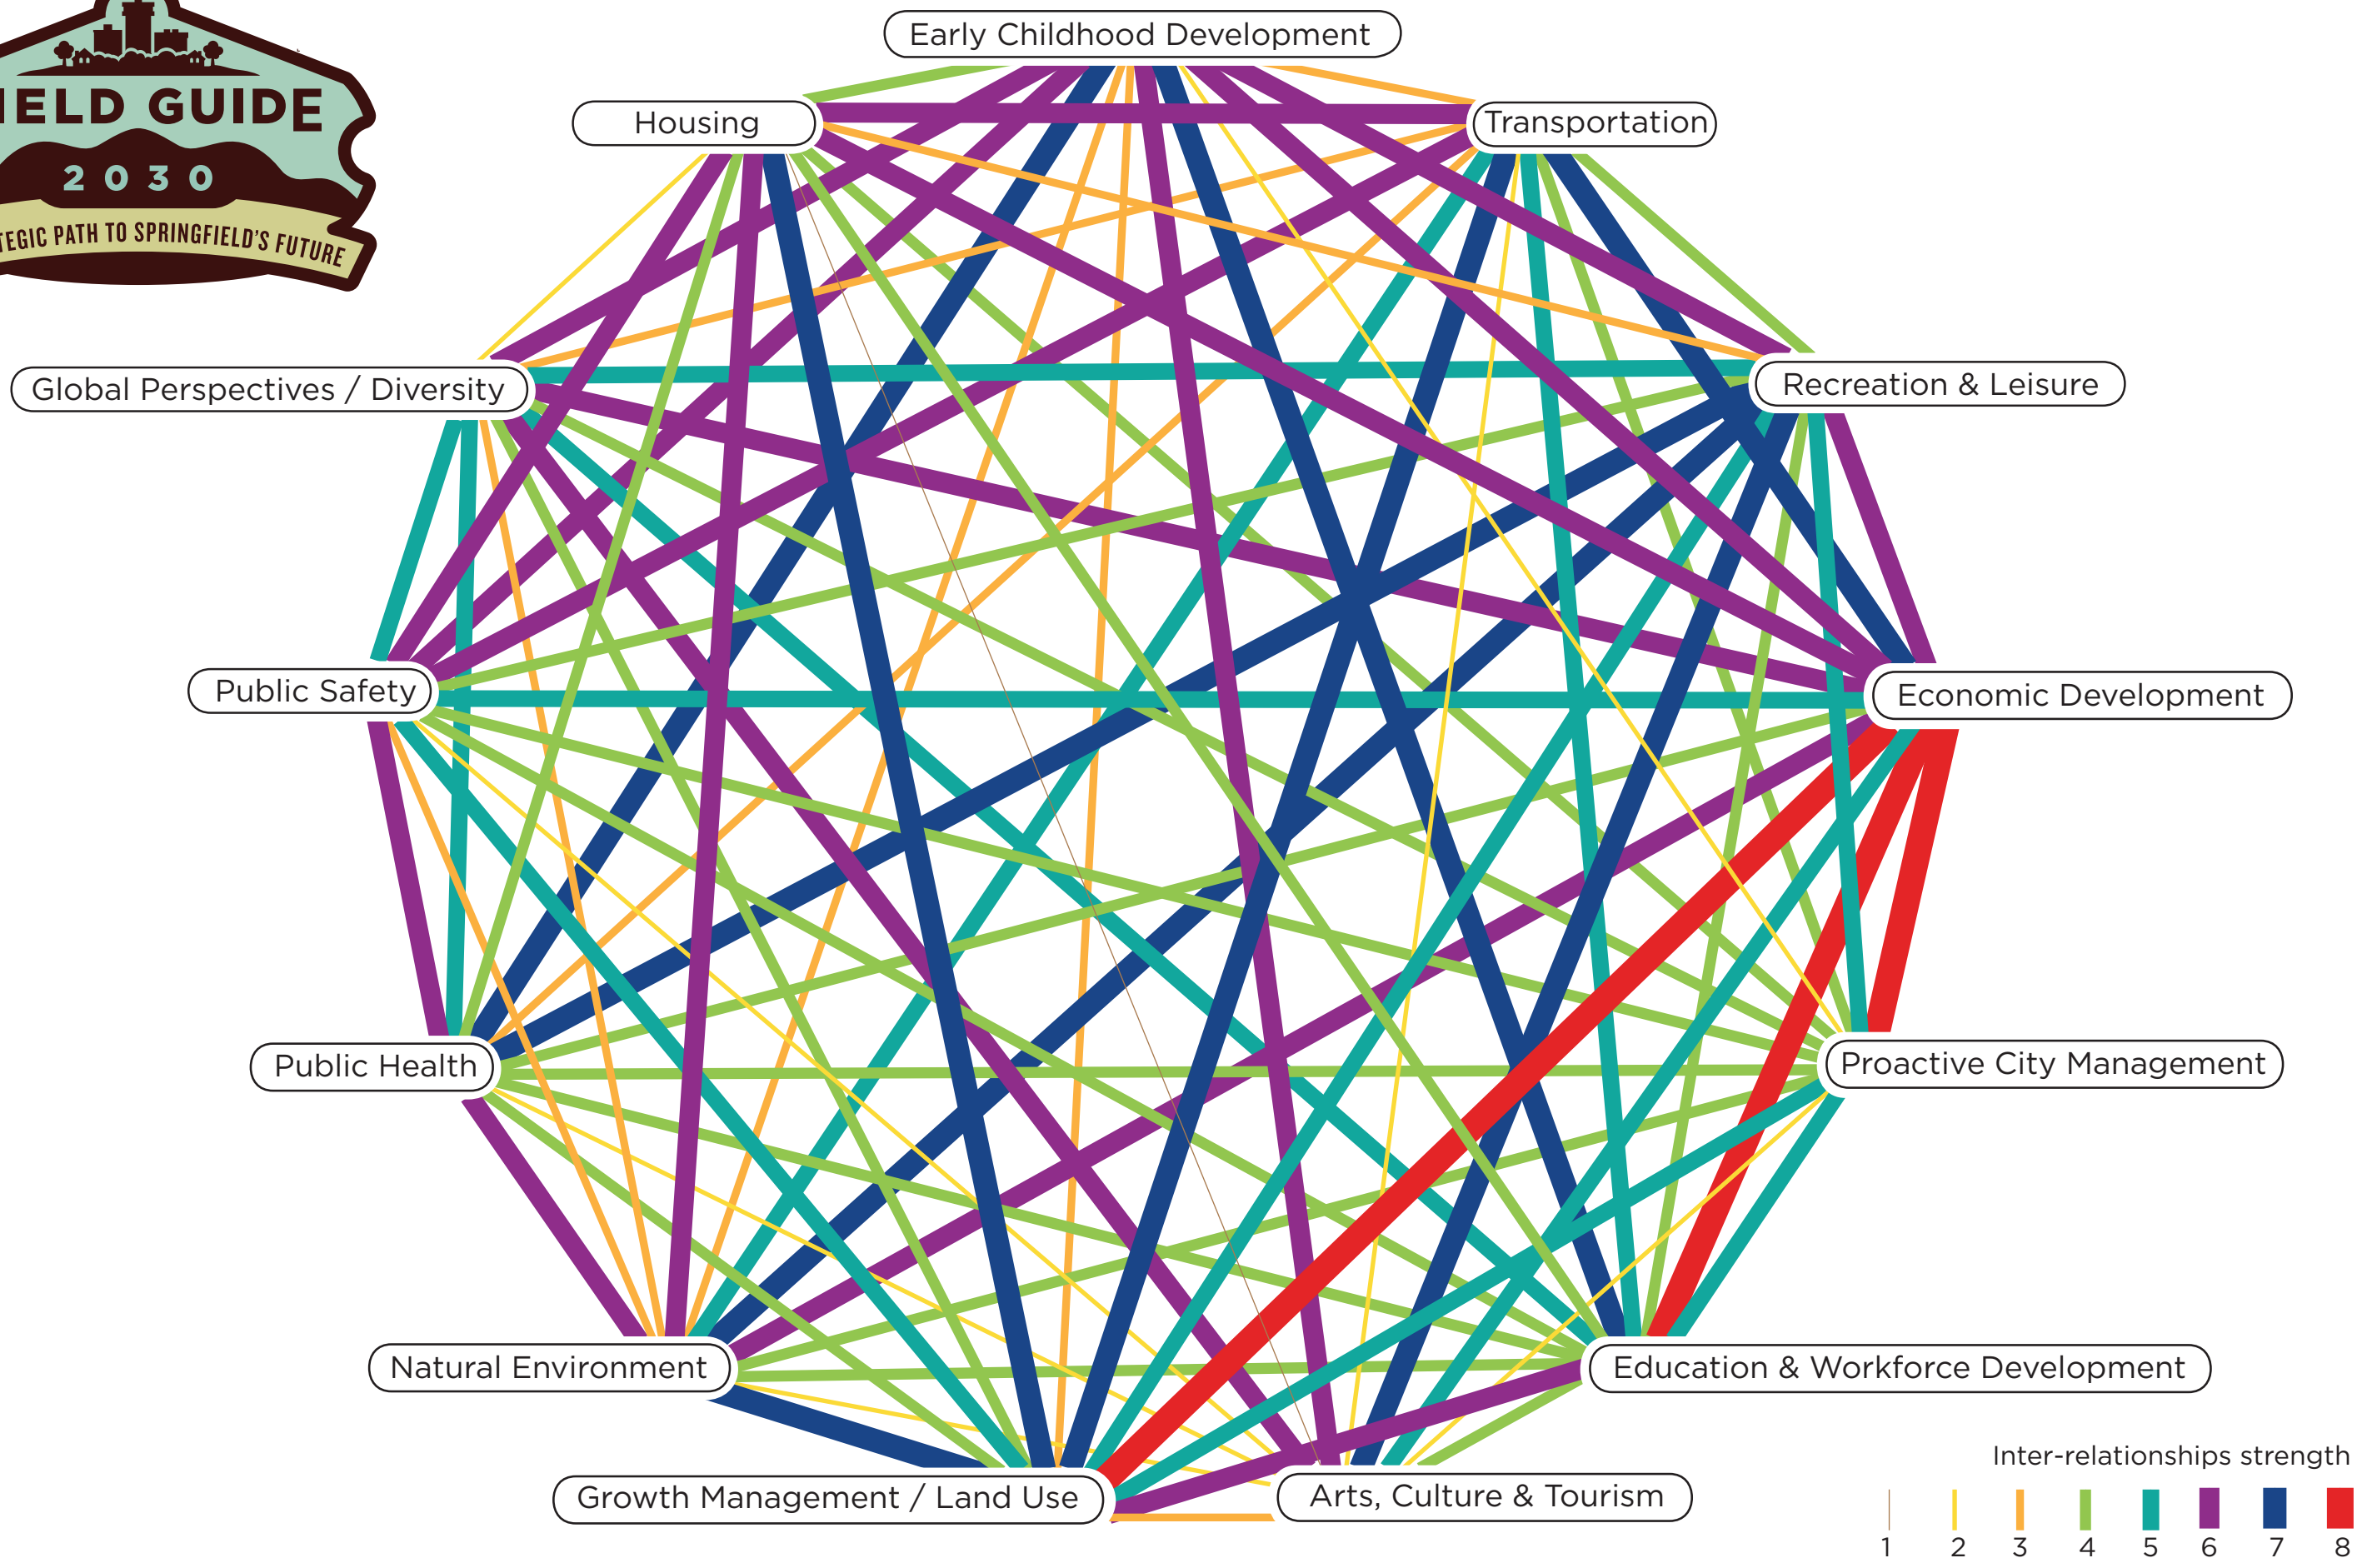 Early Childhood Development
IELD GUIDE
2030
TEGIC PATH TO SPRINGFIELD'S FUTURE
Housing
Transportation
Global Perspectives / Diversity
Recreation & Leisure
Public Safety
Economic Development
Public Health
Proactive City Management
Natural Environment
Education & Workforce Development
Growth Management / Land Use
Arts, Culture & Tourism
Inter-relationships strength
1 2 3 4 5 6 7 8